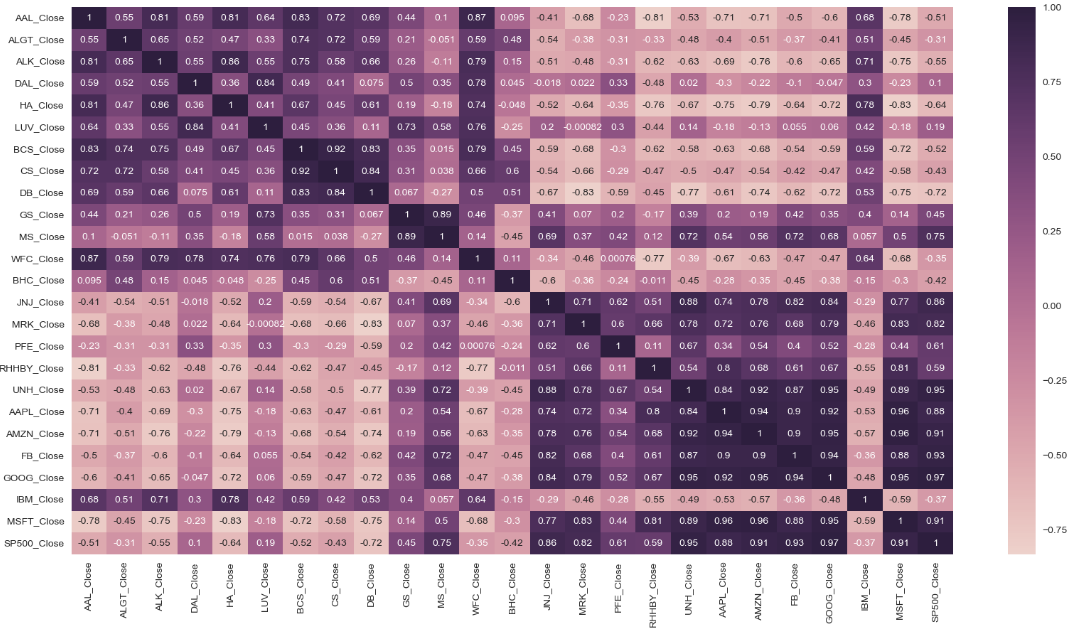 AAL_Close 1 0.55 0.81 0.59 0.81 0.64 0.83 0.72 0.69 0.44 0.1 0.87 0.095 -0.41 -0.68 -0.23 -0.81 -0.53 -0.71 -0.71 -0.5 -0.6 0.68 -0.78 -0.51
ALGT_Close 0.55 1 0.65 0.52 0.47 0.33 0.74 0.72 0.59 0.21 -0.051 0.59 0.48 -0.54 -0.38 -0.31 -0.33 -0.48 -0.4 -0.51 -0.37 -0.41 0.51 -0.45 -0.31
ALK_Close 0.81 0.65 1 0.55 0.86 0.55 0.75 0.58 0.66 0.26 -0.11 0.79 0.15 -0.51 -0.48 -0.31 -0.62 -0.63 -0.69 -0.76 -0.6 -0.65 0.71 -0.75 -0.55
DAL_Close 0.59 0.52 0.55 1 0.36 0.84 0.49 0.41 0.075 0.5 0.35 0.78 0.045 -0.018 0.022 0.33 -0.48 0.02 -0.3 -0.22 -0.1 -0.047 0.3 -0.23 0.1
HA_Close 0.81 0.47 0.86 0.36 1 0.41 0.67 0.45 0.61 0.19 -0.18 0.74 -0.048 -0.52 -0.64 -0.35 -0.76 -0.67 -0.75 -0.79 -0.64 -0.72 0.78 -0.83 -0.64
LUV_Close 0.64 0.33 0.55 0.84 0.41 1 0.45 0.36 0.11 0.73 0.58 0.76 -0.25 0.2 -0.00082 0.3 -0.44 0.14 -0.18 -0.13 0.055 0.06 0.42 -0.18 0.19
BCS_Close 0.83 0.74 0.75 0.49 0.67 0.45 1 0.92 0.83 0.35 0.015 0.79 0.45 -0.59 -0.68 -0.3 -0.62 -0.58 -0.63 -0.68 -0.54 -0.59 0.59 -0.72 -0.52
CS_Close 0.72 0.72 0.58 0.41 0.45 0.36 0.92 1 0.84 0.31 0.038 0.66 0.6 -0.54 -0.66 -0.29 -0.47 -0.5 -0.47 -0.54 -0.42 -0.47 0.42 -0.58 -0.43
DB_Close 0.69 0.59 0.66 0.075 0.61 0.11 0.83 0.84 1 0.067 -0.27 0.5 0.51 -0.67 -0.83 -0.59 -0.45 -0.77 -0.61 -0.74 -0.62 -0.72 0.53 -0.75 -0.72
GS_Close 0.44 0.21 0.26 0.5 0.19 0.73 0.35 0.31 0.067 1 0.89 0.46 -0.37 0.41 0.07 0.2 -0.17 0.39 0.2 0.19 0.42 0.35 0.4 0.14 0.45
MS_Close 0.1 -0.051 -0.11 0.35 -0.18 0.58 0.015 0.038 -0.27 0.89 1 0.14 -0.45 0.69 0.37 0.42 0.12 0.72 0.54 0.56 0.72 0.68 0.057 0.5 0.75
WFC_Close 0.87 0.59 0.79 0.78 0.74 0.76 0.79 0.66 0.5 0.46 0.14 1 0.11 -0.34 -0.46 0.00076 -0.77 -0.39 -0.67 -0.63 -0.47 -0.47 0.64 -0.68 -0.35
BHC_Close 0.095 0.48 0.15 0.045 -0.048 -0.25 0.45 0.6 0.51 -0.37 -0.45 0.11 1 -0.6 -0.36 -0.24 -0.011 -0.45 -0.28 -0.35 -0.45 -0.38 -0.15 -0.3 -0.42
JNJ_Close -0.41 -0.54 -0.51 -0.018 -0.52 0.2 -0.59 -0.54 -0.67 0.41 0.69 -0.34 -0.6 1 0.71 0.62 0.51 0.88 0.74 0.78 0.82 0.84 -0.29 0.77 0.86
MRK_Close -0.68 -0.38 -0.48 0.022 -0.64 -0.00082 -0.68 -0.66 -0.83 0.07 0.37 -0.46 -0.36 0.71 1 0.6 0.66 0.78 0.72 0.76 0.68 0.79 -0.46 0.83 0.82
PFE_Close -0.23 -0.31 -0.31 0.33 -0.35 0.3 -0.3 -0.29 -0.59 0.2 0.42 0.00076 -0.24 0.62 0.6 1 0.11 0.67 0.34 0.54 0.4 0.52 -0.28 0.44 0.61
RHHBY_Close -0.81 -0.33 -0.62 -0.48 -0.76 -0.44 -0.62 -0.47 -0.45 -0.17 0.12 -0.77 -0.011 0.51 0.66 0.11 1 0.54 0.8 0.68 0.61 0.67 -0.55 0.81 0.59
UNH_Close -0.53 -0.48 -0.63 0.02 -0.67 0.14 -0.58 -0.5 -0.77 0.39 0.72 -0.39 -0.45 0.88 0.78 0.67 0.54 1 0.84 0.92 0.87 0.95 -0.49 0.89 0.95
AAPL_Close -0.71 -0.4 -0.69 -0.3 -0.75 -0.18 -0.63 -0.47 -0.61 0.2 0.54 -0.67 -0.28 0.74 0.72 0.34 0.8 0.84 1 0.94 0.9 0.92 -0.53 0.96 0.88
AMZN_Close -0.71 -0.51 -0.76 -0.22 -0.79 -0.13 -0.68 -0.54 -0.74 0.19 0.56 -0.63 -0.35 0.78 0.76 0.54 0.68 0.92 0.94 1 0.9 0.95 -0.57 0.96 0.91
FB_Close -0.5 -0.37 -0.6 -0.1 -0.64 0.055 -0.54 -0.42 -0.62 0.42 0.72 -0.47 -0.45 0.82 0.68 0.4 0.61 0.87 0.9 0.9 1 0.94 -0.36 0.88 0.93
GOOG_Close -0.6 -0.41 -0.65 -0.047 -0.72 0.06 -0.59 -0.47 -0.72 0.35 0.68 -0.47 -0.38 0.84 0.79 0.52 0.67 0.95 0.92 0.95 0.94 1 -0.48 0.95 0.97
IBM_Close 0.68 0.51 0.71 0.3 0.78 0.42 0.59 0.42 0.53 0.4 0.057 0.64 -0.15 -0.29 -0.46 -0.28 -0.55 -0.49 -0.53 -0.57 -0.36 -0.48 1 -0.59 -0.37
MSFT_Close -0.78 -0.45 -0.75 -0.23 -0.83 -0.18 -0.72 -0.58 -0.75 0.14 0.5 -0.68 -0.3 0.77 0.83 0.44 0.81 0.89 0.96 0.96 0.88 0.95 -0.59 1 0.91
SP500_Close -0.51 -0.31 -0.55 0.1 -0.64 0.19 -0.52 -0.43 -0.72 0.45 0.75 -0.35 -0.42 0.86 0.82 0.61 0.59 0.95 0.88 0.91 0.93 0.97 -0.37 0.91 1
AAL_Close
ALGT_Close
ALK_Close
DAL_Close
HA_Close
LUV_Close
BCS_Close
CS_Close
DB_Close
GS_Close
MS_Close
WFC_Close
BHC_Close
JNJ_Close
MRK_Close
PFE_Close
RHHBY_Close
UNH_Close
AAPL_Close
AMZN_Close
FB_Close
GOOG_Close
IBM_Close
MSFT_Close
SP500_Close
1.00
0.75
0.50
0.25
0.00
−0.25
−0.50
−0.75